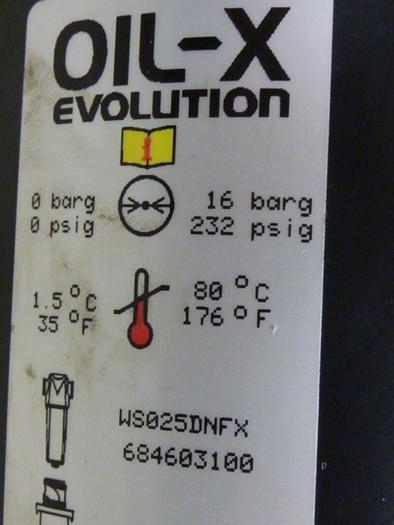 OIL-X
EVOLUTION
i
0 barg 16 barg
0 psig 232 psig
1.5°C 80°C
35°F 176°F
WS025DNFX
684603100